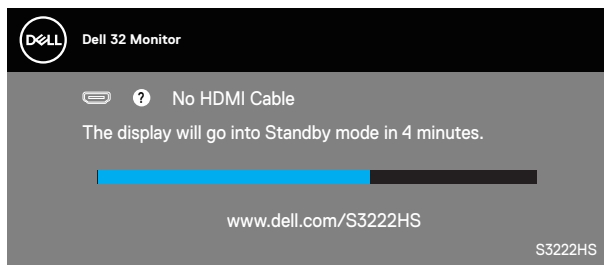 DELL
Dell 32 Monitor
? No HDMI Cable
The display will go into Standby mode in 4 minutes.
www.dell.com/S3222HS
S3222HS